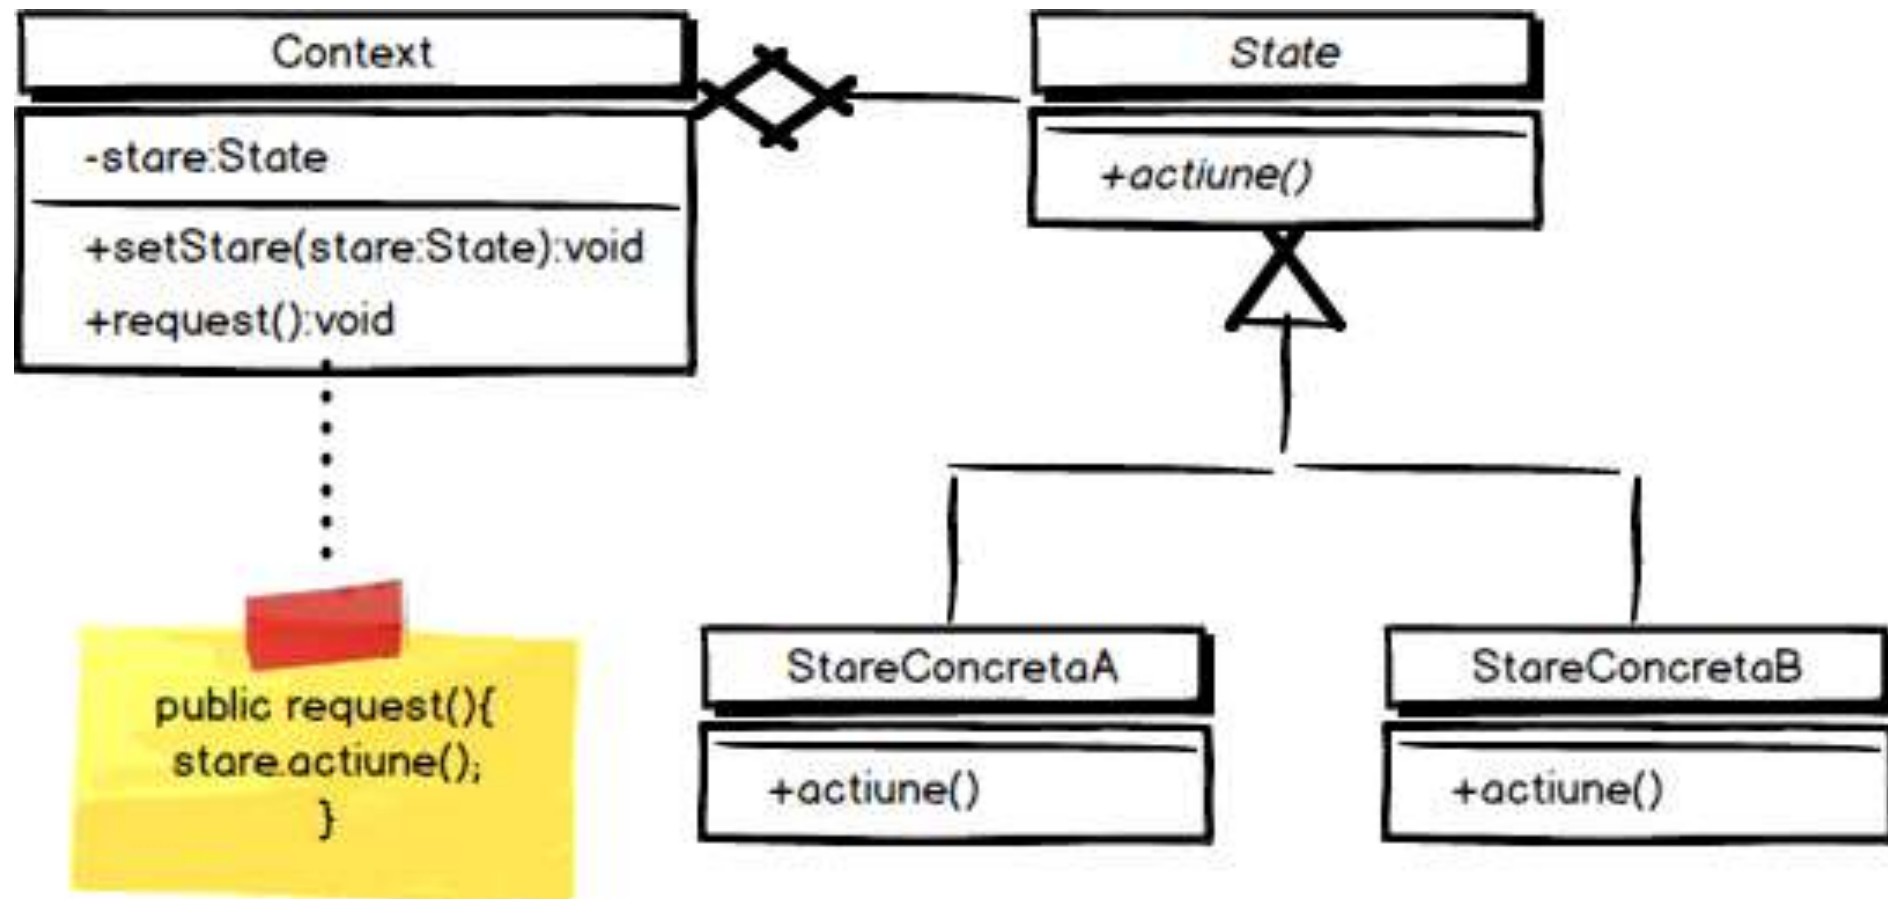 Context
-stare:State
+setStare(stare:State):void
+request():void
State
+actiune()
public request(){
stare.actiune();
}
StareConcretaA
+actiune()
StareConcretaB
+actiune()